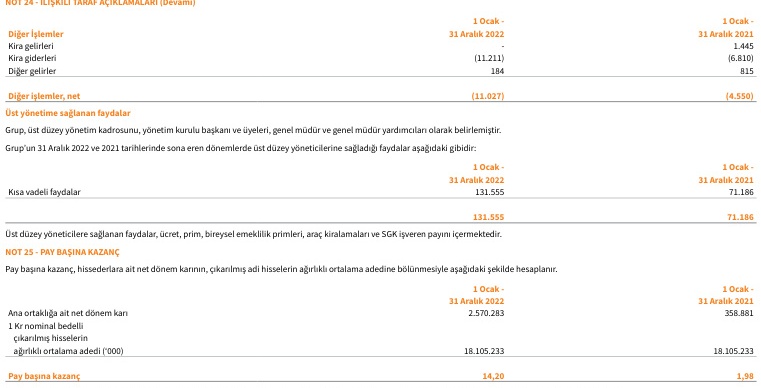 NOT 24 - İLİŞKİLİ TARAF AÇIKLAMALARI (Devamı)
1 Ocak - 1 Ocak -
Diğer İşlemler 31 Aralık 2022 31 Aralık 2021
Kira gelirleri - 1.445
Kira giderleri (11.211) (6.810)
Diğer gelirler 184 815
Diğer işlemler, net (11.027) (4.550)
Üst yönetime sağlanan faydalar
Grup, üst düzey yönetim kadrosunu, yönetim kurulu başkanı ve üyeleri, genel müdür ve genel müdür yardımcıları olarak belirlemiştir.
Grup'un 31 Aralık 2022 ve 2021 tarihlerinde sona eren dönemlerde üst düzey yöneticilerine sağladığı faydalar aşağıdaki gibidir:
1 Ocak - 1 Ocak -
31 Aralık 2022 31 Aralık 2021
Kısa vadeli faydalar 131.555 71.186
131.555 71.186
Üst düzey yöneticilere sağlanan faydalar, ücret, prim, bireysel emeklilik primleri, araç kiralamaları ve SGK işveren payını içermektedir.
NOT 25 - PAY BAŞINA KAZANÇ
Pay başına kazanç, hissedarlara ait net dönem karının, çıkarılmış adi hisselerin ağırlıklı ortalama adedine bölünmesiyle aşağıdaki şekilde hesaplanır.
1 Ocak - 1 Ocak -
31 Aralık 2022 31 Aralık 2021
Ana ortaklığa ait net dönem karı 2.570.283 358.881
1 Kr nominal bedelli
çıkarılmış hisselerin
ağırlıklı ortalama adedi ('000) 18.105.233 18.105.233
Pay başına kazanç 14,20 1,98